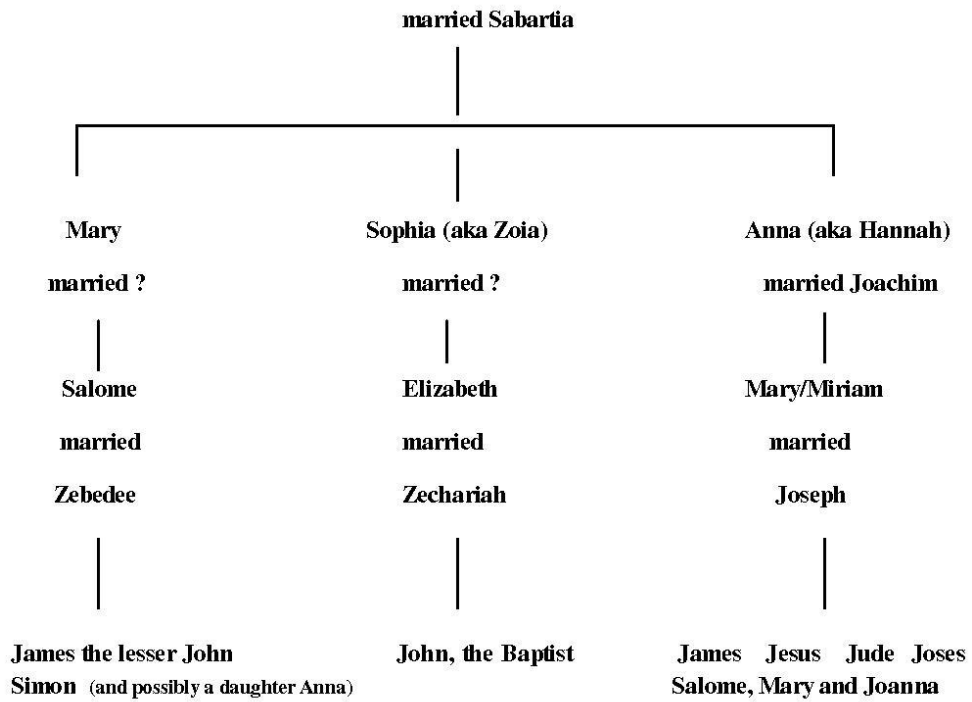 married Sabartia
Mary Sophia (aka Zoia) Anna (aka Hannah)
married ? married ? married Joachim
Salome Elizabeth Mary/Miriam
married married married
Zebedee Zechariah Joseph
James the lesser John John, the Baptist James Jesus Jude Joses
Simon (and possibly a daughter Anna) Salome, Mary and Joanna